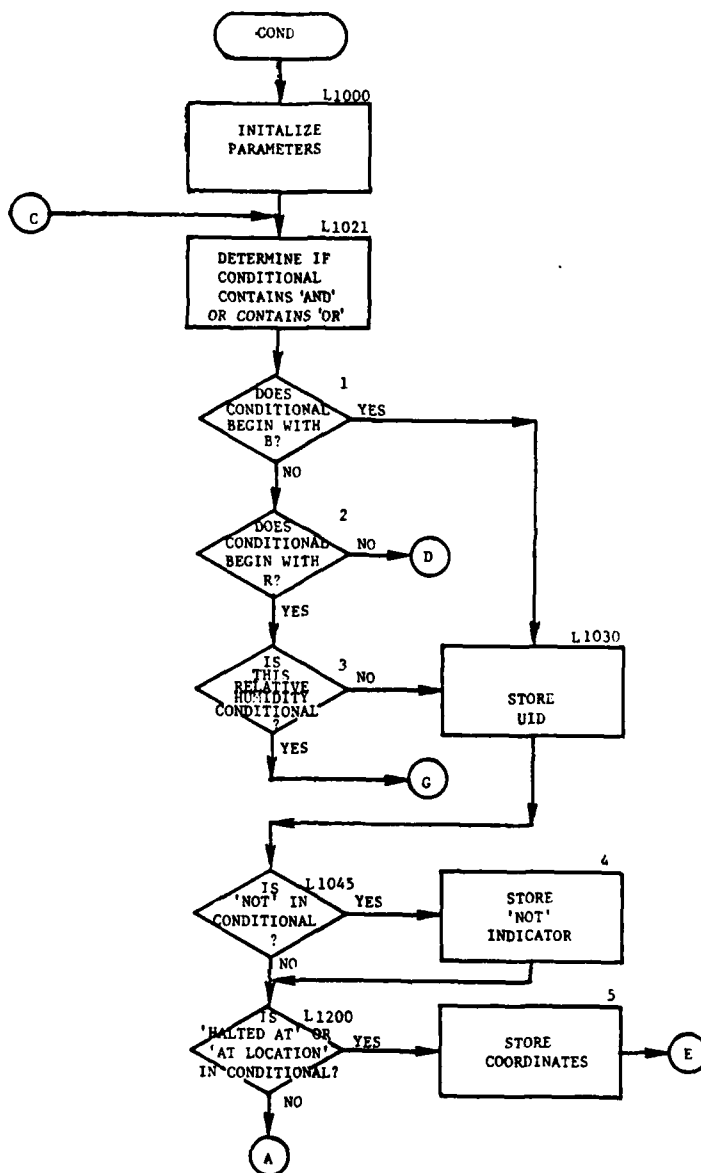 COND
L1000
INITALIZE
PARAMETERS
C
L1021
DETERMINE IF
CONDITIONAL
CONTAINS 'AND'
OR CONTAINS 'OR'
1
DOES
CONDITIONAL
BEGIN WITH
B?
YES
NO
2
DOES
CONDITIONAL
BEGIN WITH
R?
NO
D
YES
3
IS
THIS
RELATIVE
HUMIDITY
CONDITIONAL
?
NO
L1030
STORE
UID
YES
G
L1045
IS
'NOT' IN
CONDITIONAL
?
YES
4
STORE
'NOT'
INDICATOR
NO
L1200
IS
'HALTED AT' OR
'AT LOCATION'
IN CONDITIONAL?
YES
5
STORE
COORDINATES
E
NO
A